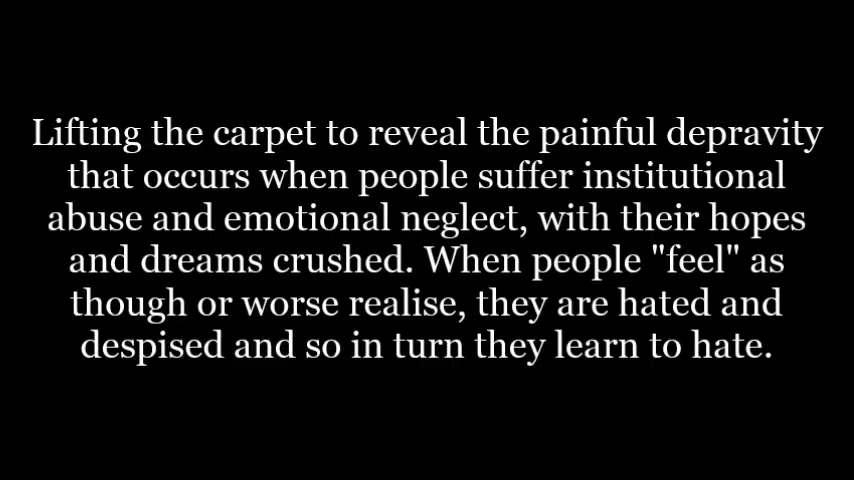 Lifting the carpet to reveal the painful depravity
that occurs when people suffer institutional
abuse and emotional neglect, with their hopes
and dreams crushed. When people "feel" as
though or worse realise, they are hated and
despised and so in turn they learn to hate.